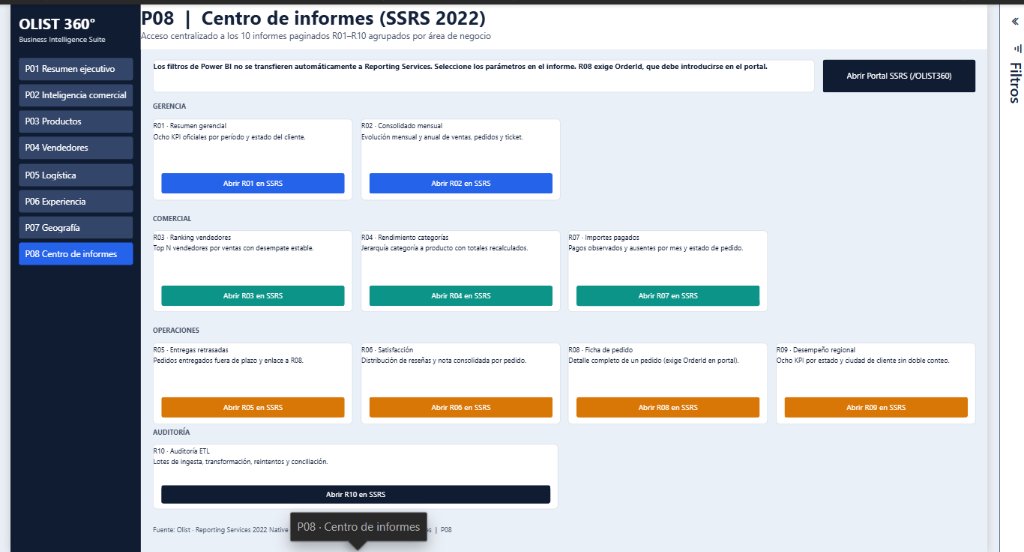 OLIST 360°
Business Intelligence Suite
P01 Resumen ejecutivo
P02 Inteligencia comercial
P03 Productos
P04 Vendedores
P05 Logística
P06 Experiencia
P07 Geografía
P08 Centro de informes
P08 | Centro de informes (SSRS 2022)
Acceso centralizado a los 10 informes paginados R01–R10 agrupados por área de negocio
Los filtros de Power BI no se transfieren automáticamente a Reporting Services. Seleccione los parámetros en el informe. R08 exige OrderId, que debe introducirse en el portal.
Abrir Portal SSRS (/OLIST360)
GERENCIA
R01 · Resumen gerencial
Ocho KPI oficiales por período y estado del cliente.
Abrir R01 en SSRS
R02 · Consolidado mensual
Evolución mensual y anual de ventas, pedidos y ticket.
Abrir R02 en SSRS
COMERCIAL
R03 · Ranking vendedores
Top N vendedores por ventas con desempate estable.
Abrir R03 en SSRS
R04 · Rendimiento categorías
Jerarquía categoría a producto con totales recalculados.
Abrir R04 en SSRS
R07 · Importes pagados
Pagos observados y ausentes por mes y estado de pedido.
Abrir R07 en SSRS
OPERACIONES
R05 · Entregas retrasadas
Pedidos entregados fuera de plazo y enlace a R08.
Abrir R05 en SSRS
R06 · Satisfacción
Distribución de reseñas y nota consolidada por pedido.
Abrir R06 en SSRS
R08 · Ficha de pedido
Detalle completo de un pedido (exige OrderId en portal).
Abrir R08 en SSRS
R09 · Desempeño regional
Ocho KPI por estado y ciudad de cliente sin doble conteo.
Abrir R09 en SSRS
AUDITORÍA
R10 · Auditoría ETL
Lotes de ingesta, transformación, reintentos y conciliación.
Abrir R10 en SSRS
Fuente: Olist · Reporting Services 2022 Native
| P08
P08 · Centro de informes
Filtros